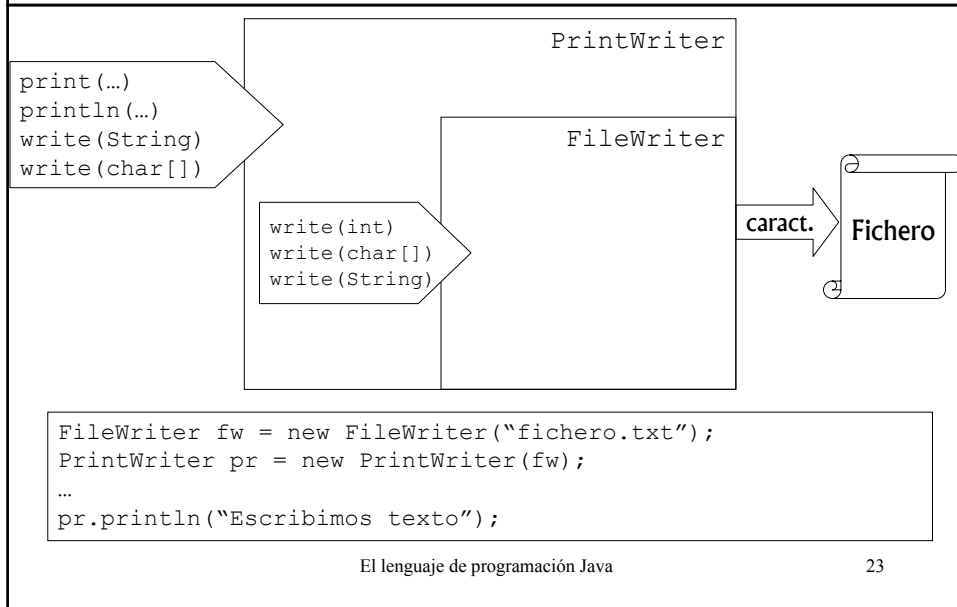 PrintWriter
print(…)
println(…)
write(String)
write(char[])
FileWriter
write(int)
write(char[])
write(String)
caract.
Fichero
FileWriter fw = new FileWriter(“fichero.txt”);
PrintWriter pr = new PrintWriter(fw);
…
pr.println(“Escribimos texto”);
El lenguaje de programación Java
23